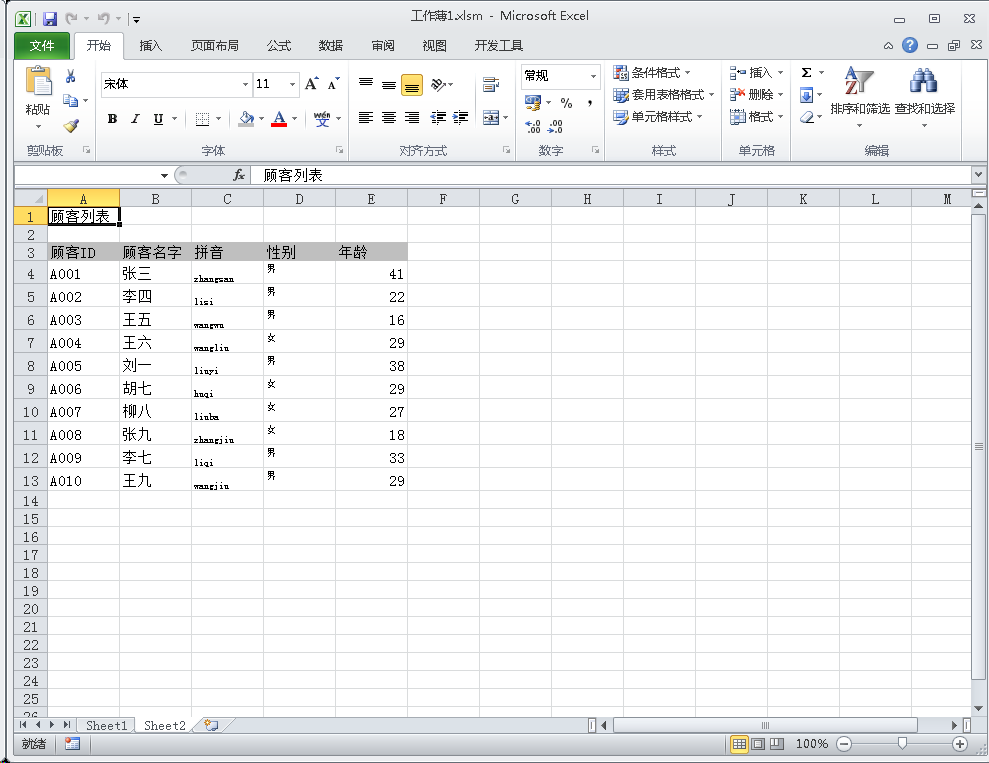 工作簿1.xlsm - Microsoft Excel
文件 开始 插入 页面布局 公式 数据 审阅 视图 开发工具
粘贴 宋体 11 常规 条件格式 插入 Σ
B I U wén 文 % , 套用表格格式 删除 排序和筛选 查找和选择
单元格样式 格式
剪贴板 字体 对齐方式 数字 样式 单元格 编辑
fx 顾客列表
A B C D E F G H I J K L M
1 顾客列表
2
3 顾客ID 顾客名字 拼音 性别 年龄
4 A001 张三 zhangsan 男 41
5 A002 李四 lisi 男 22
6 A003 王五 wangwu 男 16
7 A004 王六 wangliu 女 29
8 A005 刘一 liuyi 男 38
9 A006 胡七 huqi 女 29
10 A007 柳八 liuba 女 27
11 A008 张九 zhangjiu 女 18
12 A009 李七 liqi 男 33
13 A010 王九 wangjiu 男 29
14
15
16
17
18
19
20
21
22
23
24
25
26
Sheet1 Sheet2
就绪 100%